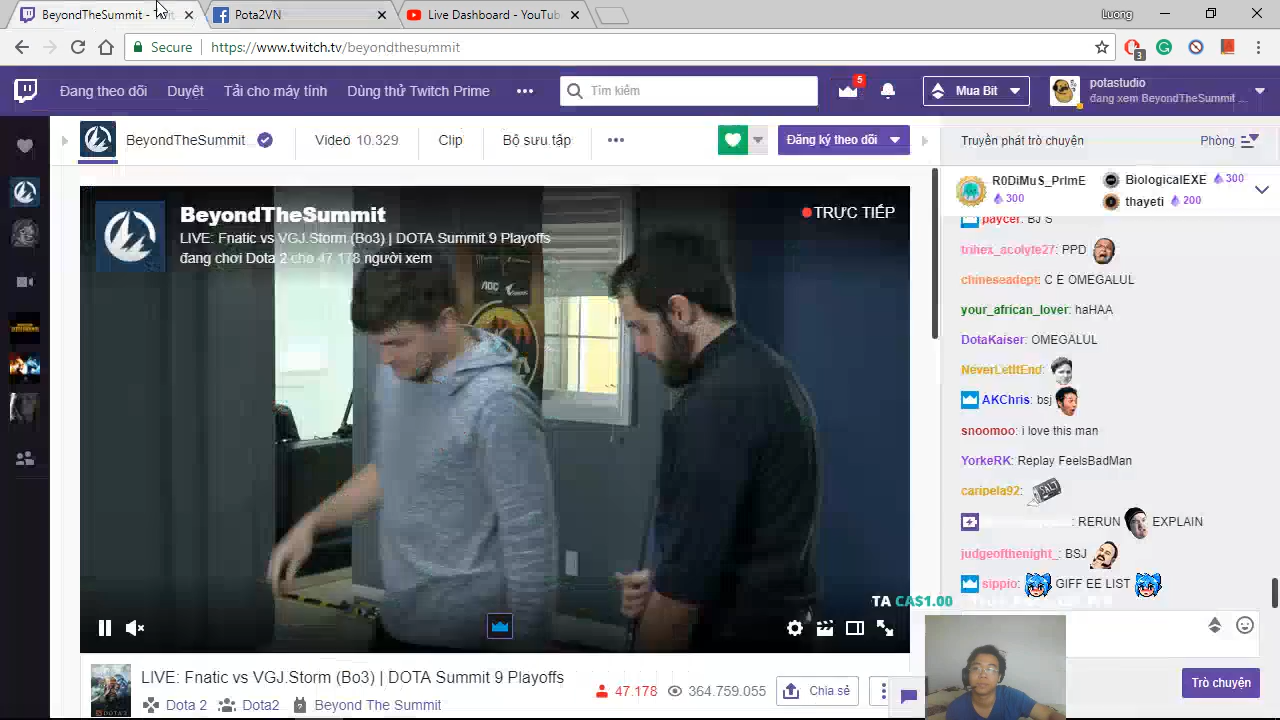 BeyondTheSummit - Twit
Pota2VN
Live Dashboard - YouTub
Luong
Secure
https://www.twitch.tv/beyondthesummit
3
Đang theo dõi
Duyệt
Tải cho máy tính
Dùng thử Twitch Prime
Tìm kiếm
5
Mua Bit
potastudio
đang xem BeyondTheSummit ...
BeyondTheSummit
Video 10.329
Clip
Bộ sưu tập
Đăng ký theo dõi
Truyền phát trò chuyện
Phòng
R0DiMuS_PrImE
300
BiologicalEXE 300
thayeti 200
BeyondTheSummit
LIVE: Fnatic vs VGJ.Storm (Bo3) | DOTA Summit 9 Playoffs
đang chơi Dota 2 cho 47 178 người xem
TRỰC TIẾP
AOC
paycer: BJ S
trihex_acolyte27: PPD
chineseadept: C E OMEGALUL
your_african_lover: haHAA
DotaKaiser: OMEGALUL
NeverLetItEnd:
AKChris: bsj
snoomoo: i love this man
YorkeRK: Replay FeelsBadMan
caripela92:
SALT
: RERUN EXPLAIN
judgeofthenight_: BSJ
sippio: GIFF EE LIST
TA CA$1.00
LIVE: Fnatic vs VGJ.Storm (Bo3) | DOTA Summit 9 Playoffs
Dota 2
Dota2
Beyond The Summit
47.178
364.759.055
Chia sẻ
Trò chuyện